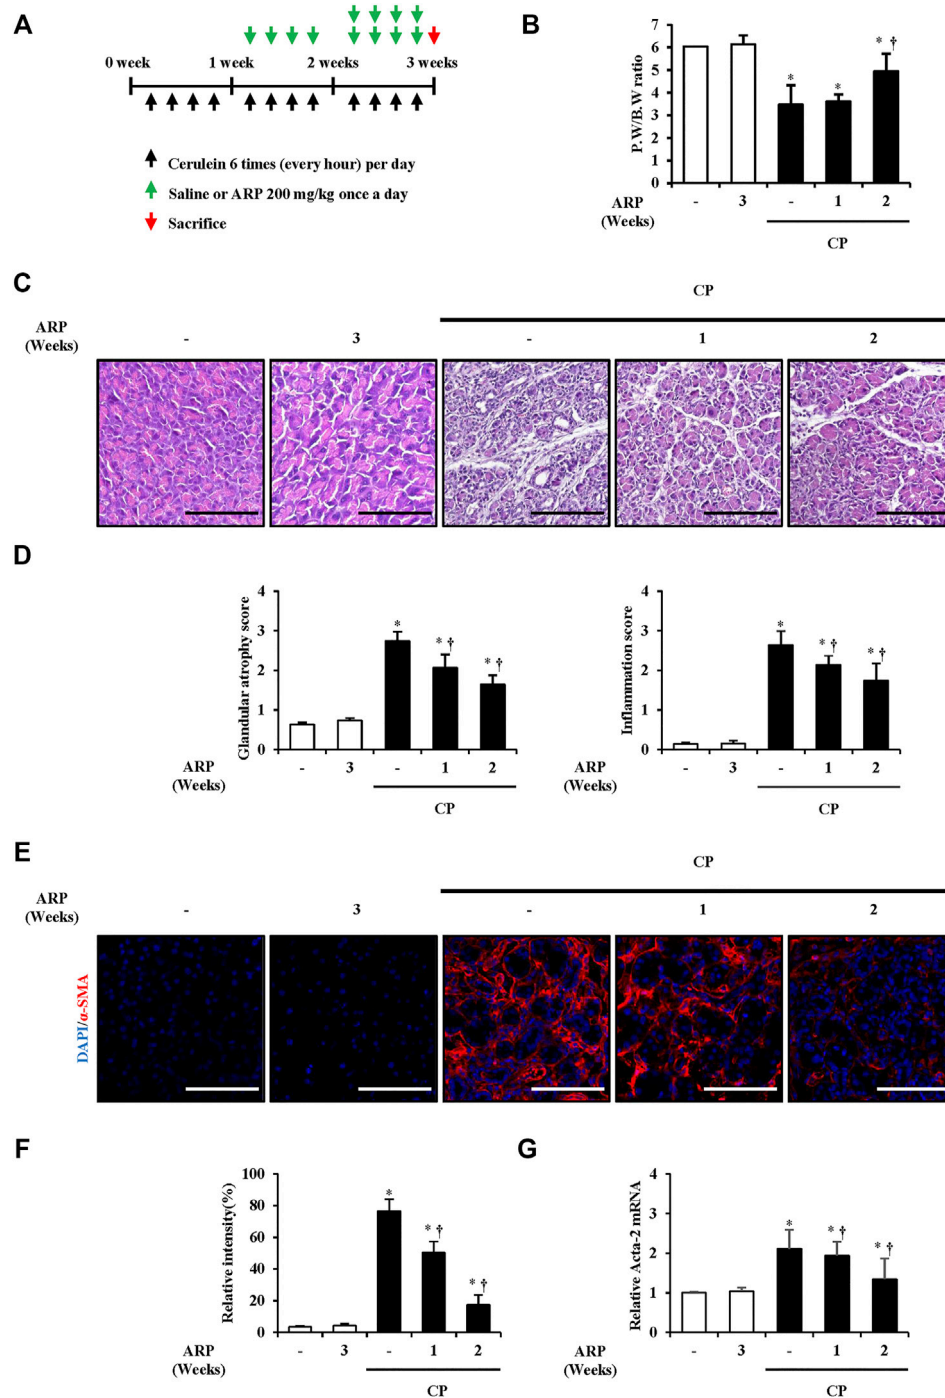 A
0 week 1 week 2 weeks 3 weeks
Cerulein 6 times (every hour) per day
Saline or ARP 200 mg/kg once a day
Sacrifice
B
P.W/B.W ratio
7
6
5
4
3
2
1
0
* * * †
ARP
(Weeks)
- 3 - 1 2
CP
C
CP
ARP
(Weeks)
- 3 - 1 2
D
Glandular atrophy score
4
3
2
1
0
* * † * †
ARP
(Weeks)
- 3 - 1 2
CP
Inflammation score
4
3
2
1
0
* * † * †
ARP
(Weeks)
- 3 - 1 2
CP
E
CP
ARP
(Weeks)
- 3 - 1 2
DAPI/α-SMA
F
Relative intensity(%)
100
80
60
40
20
0
* * † * †
ARP
(Weeks)
- 3 - 1 2
CP
G
Relative Acta-2 mRNA
4
3
2
1
0
* * † * †
ARP
(Weeks)
- 3 - 1 2
CP